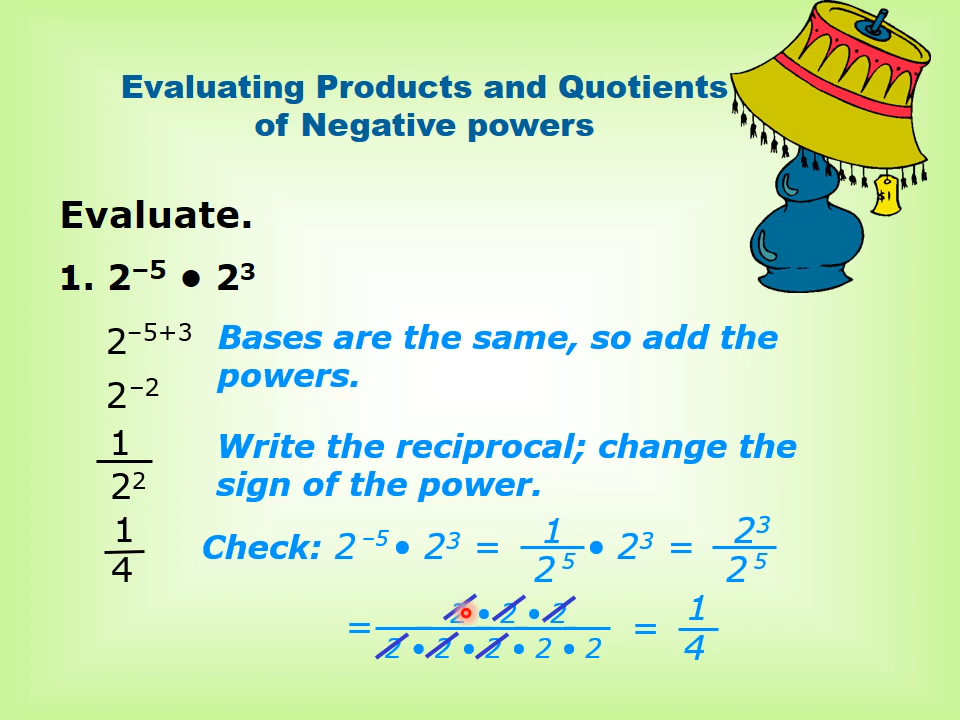 Evaluating Products and Quotients
of Negative powers
$1
Evaluate.
1. 2⁻⁵ • 2³
2⁻⁵⁺³ Bases are the same, so add the
powers.
2⁻²
1
2² Write the reciprocal; change the
sign of the power.
1
4
Check: 2⁻⁵ • 2³ = 1/2⁵ • 2³ = 2³/2⁵
= 2 • 2 • 2 / 2 • 2 • 2 • 2 • 2 = 1/4